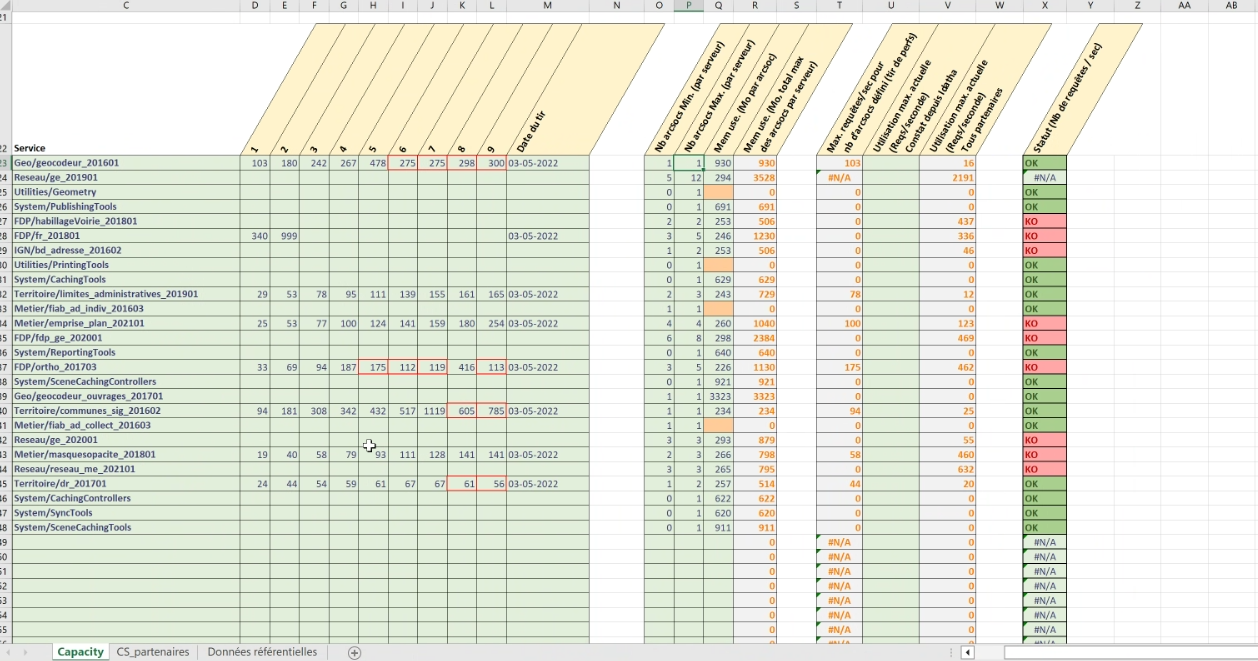 C D E F G H I J K L M N O P Q R S T U V W X Y Z AA AB
21
22 Service 1 2 3 4 5 6 7 8 9 Date du tir
Nb arcsocs Min. (par serveur)
Nb arcsocs Max. (par serveur)
Mem use. (Mo par arcsoc)
Mem use. (Mo, total max
des arcsocs par serveur)
Max. requêtes/sec pour
nb d'arcsocs défini (tir de perfs)
Utilisation max. actuelle
(Req/seconde)
Utilisation max. actuelle
(Req/seconde)
Tous partenaires
Statut (Nb de requêtes / sec)
23 Geo/geocodeur_201601 103 180 242 267 478 275 275 298 300 03-05-2022 1 1 930 930 103 16 OK
24 Reseau/ge_201901 5 12 294 3528 #N/A 2191 #N/A
25 Utilities/Geometry 0 1 0 0 0 OK
26 System/PublishingTools 0 1 691 691 0 0 OK
27 FDP/habillageVoirie_201801 2 2 253 506 0 437 KO
28 FDP/fr_201801 340 999 03-05-2022 3 5 246 1230 0 336 KO
29 IGN/bd_adresse_201602 1 2 253 506 0 46 KO
30 Utilities/PrintingTools 0 1 0 0 0 OK
31 System/CachingTools 0 1 629 629 0 0 OK
32 Territoire/limites_administratives_201901 29 53 78 95 111 139 155 161 165 03-05-2022 2 3 243 729 78 12 OK
33 Metier/fiab_ad_indiv_201603 1 1 0 0 0 OK
34 Metier/emprise_plan_202101 25 53 77 100 124 141 159 180 254 03-05-2022 4 4 260 1040 100 123 KO
35 FDP/fdp_ge_202001 6 8 298 2384 0 469 KO
36 System/ReportingTools 0 1 640 640 0 0 OK
37 FDP/ortho_201703 33 69 94 187 175 112 119 416 113 03-05-2022 3 5 226 1130 175 462 KO
38 System/SceneCachingControllers 0 1 921 921 0 0 OK
39 Geo/geocodeur_ouvrages_201701 1 1 3323 3323 0 0 OK
40 Territoire/communes_sig_201602 94 181 308 342 432 517 1119 605 785 03-05-2022 1 1 234 234 94 25 OK
41 Metier/fiab_ad_collect_201603 1 1 0 0 0 OK
42 Reseau/ge_202001 3 3 293 879 0 55 KO
43 Metier/masquesopacite_201801 19 40 58 79 93 111 128 141 141 03-05-2022 2 3 266 798 58 460 KO
44 Reseau/reseau_me_202101 3 3 265 795 0 632 KO
45 Territoire/dr_201701 24 44 54 59 61 67 67 61 56 03-05-2022 1 2 257 514 44 20 OK
46 System/CachingControllers 0 1 622 622 0 0 OK
47 System/SyncTools 0 1 620 620 0 0 OK
48 System/SceneCachingTools 0 1 911 911 0 0 OK
49 0 #N/A 0 #N/A
50 0 #N/A 0 #N/A
51 0 #N/A 0 #N/A
52 0 #N/A 0 #N/A
53 0 #N/A 0 #N/A
54 0 #N/A 0 #N/A
55 0 #N/A 0 #N/A
Capacity CS_partenaires Données référentielles